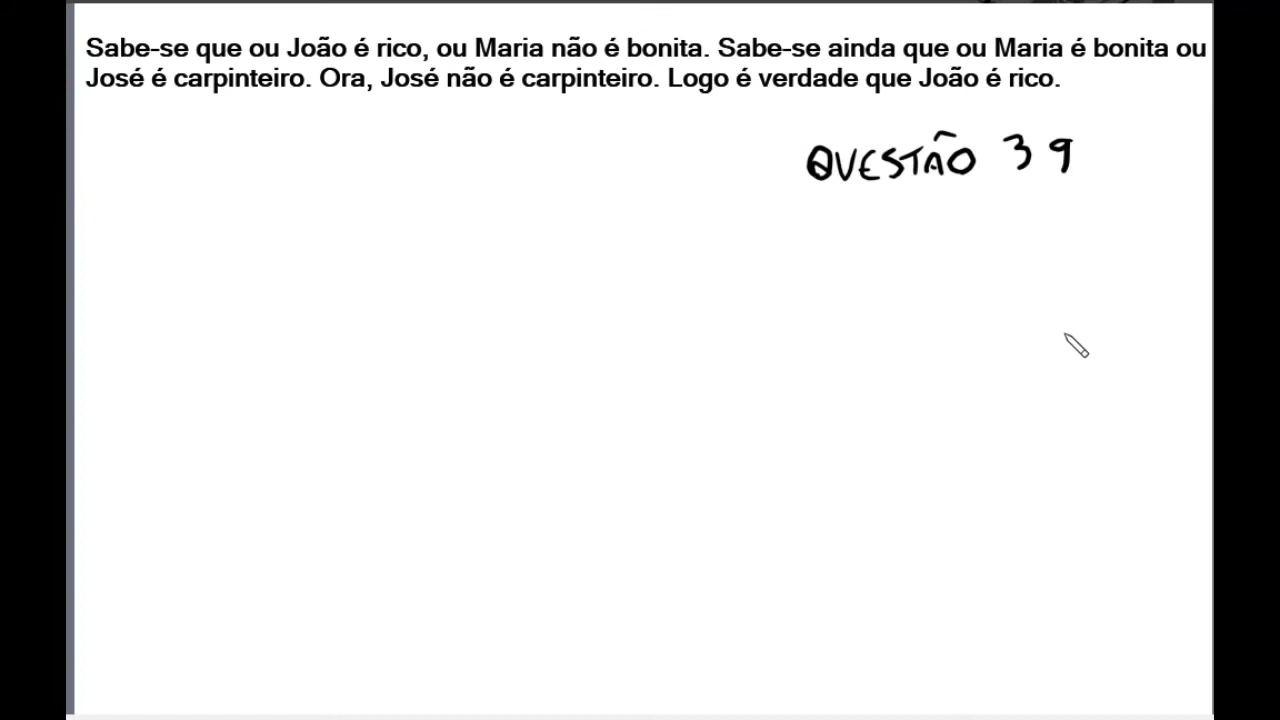 Sabe-se que ou João é rico, ou Maria não é bonita. Sabe-se ainda que ou Maria é bonita ou
José é carpinteiro. Ora, José não é carpinteiro. Logo é verdade que João é rico.
QUESTÃO 39